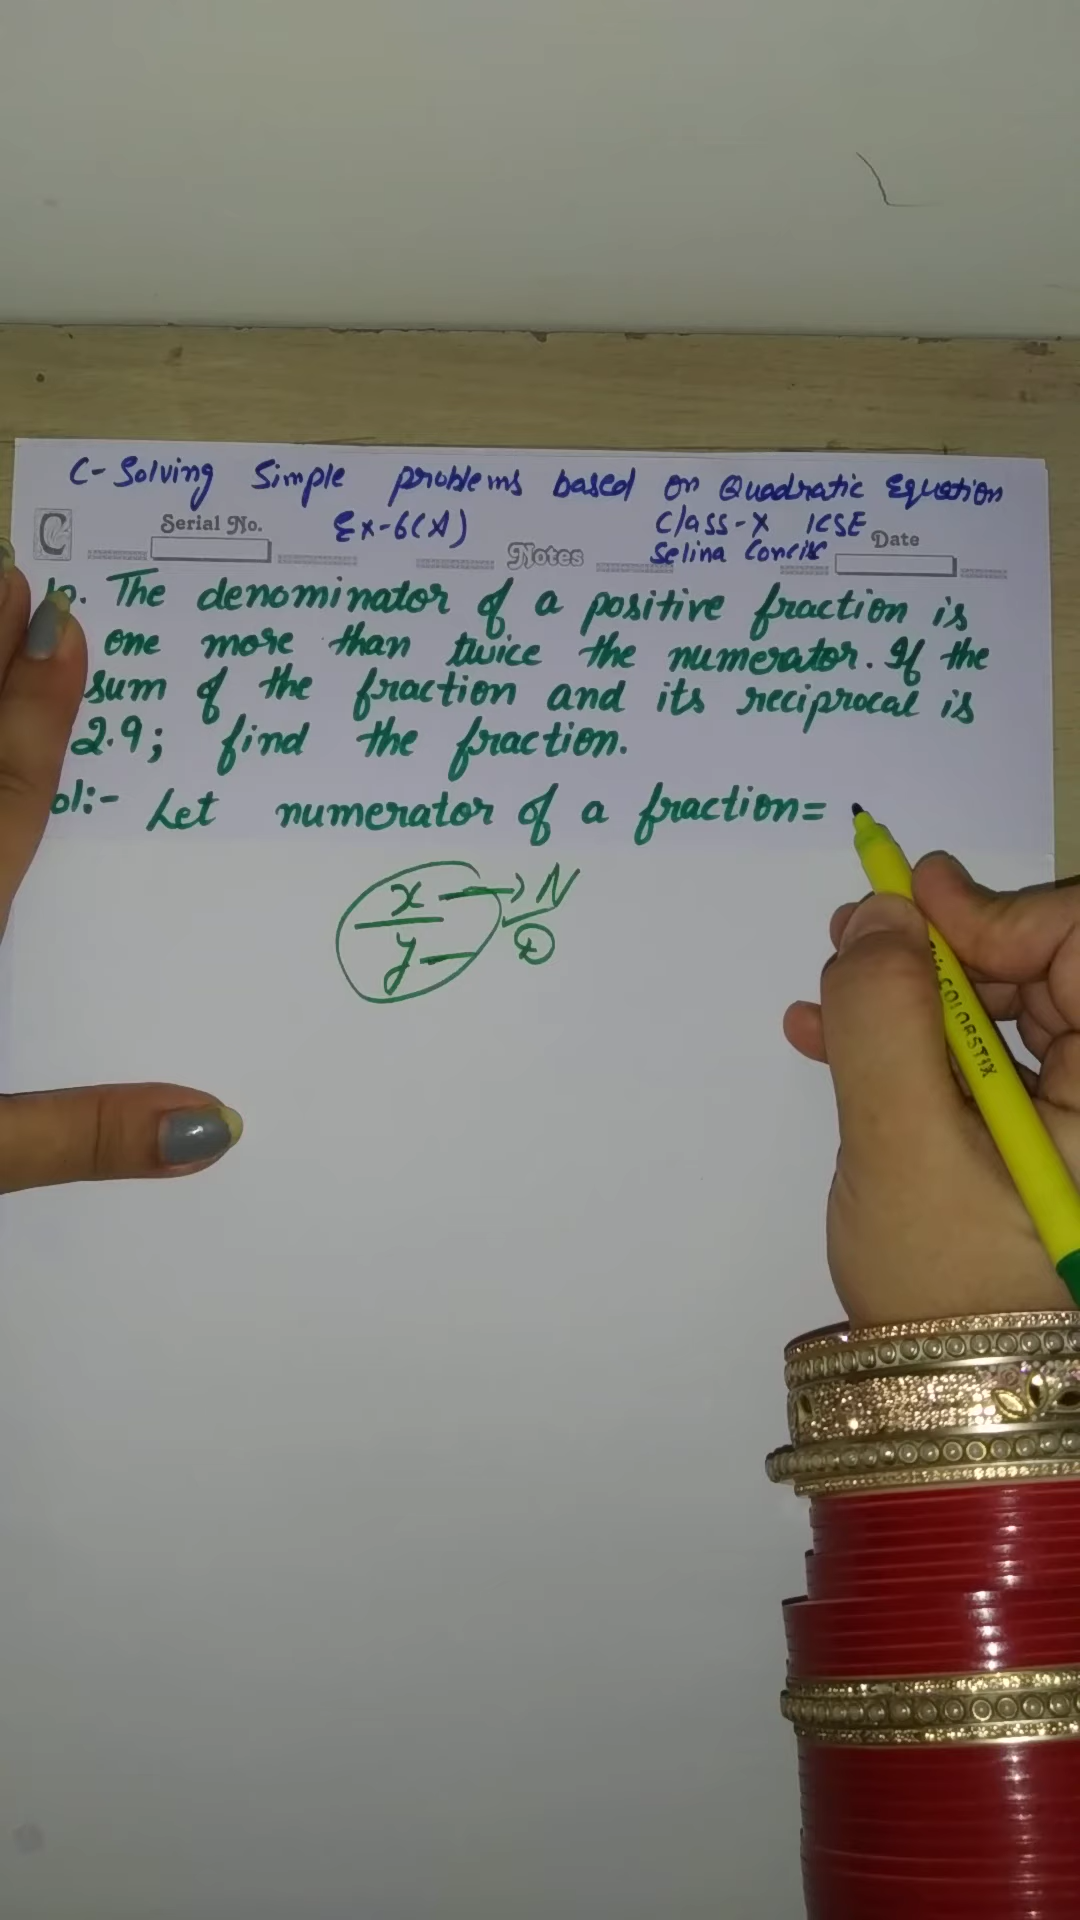 C- Solving Simple problems based on Quadratic Equation
C Serial No. Ex-6(A) Class-X ICSE Date
Notes Selina Concise
10. The denominator of a positive fraction is
one more than twice the numerator. If the
sum of the fraction and its reciprocal is
2.9; find the fraction.
ol:- Let numerator of a fraction=
x → N
y — D
COLORSTIX